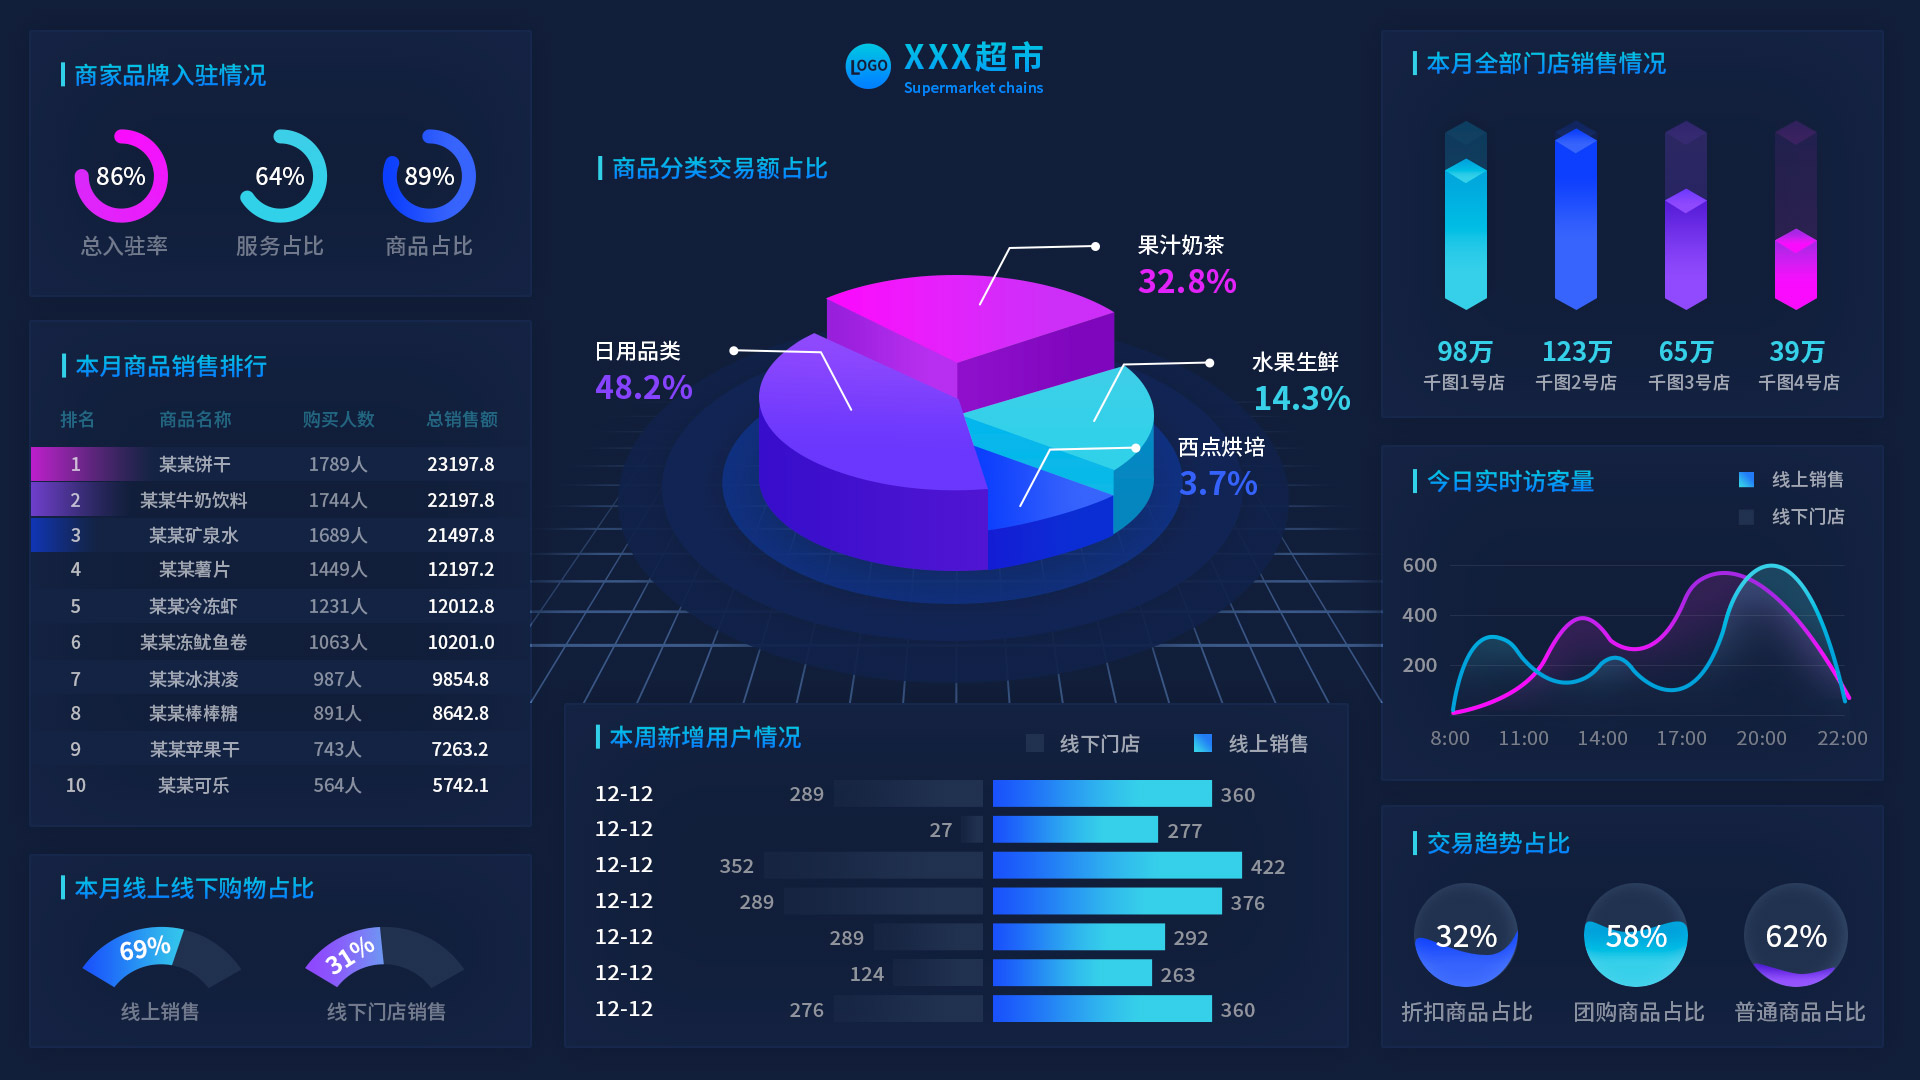 LOGO
XXX超市
Supermarket chains
商家品牌入驻情况
86%
64%
89%
总入驻率
服务占比
商品占比
本月商品销售排行
排名 商品名称 购买人数 总销售额
1 某某饼干 1789人 23197.8
2 某某牛奶饮料 1744人 22197.8
3 某某矿泉水 1689人 21497.8
4 某某薯片 1449人 12197.2
5 某某冷冻虾 1231人 12012.8
6 某某冻鱿鱼卷 1063人 10201.0
7 某某冰淇凌 987人 9854.8
8 某某棒棒糖 891人 8642.8
9 某某苹果干 743人 7263.2
10 某某可乐 564人 5742.1
本月线上线下购物占比
69%
31%
线上销售
线下门店销售
商品分类交易额占比
果汁奶茶
32.8%
日用品类
48.2%
水果生鲜
14.3%
西点烘培
3.7%
本周新增用户情况
线下门店
线上销售
12-12 289 360
12-12 27 277
12-12 352 422
12-12 289 376
12-12 289 292
12-12 124 263
12-12 276 360
本月全部门店销售情况
98万 123万 65万 39万
千图1号店 千图2号店 千图3号店 千图4号店
今日实时访客量
线上销售
线下门店
600
400
200
8:00 11:00 14:00 17:00 20:00 22:00
交易趋势占比
32%
58%
62%
折扣商品占比
团购商品占比
普通商品占比